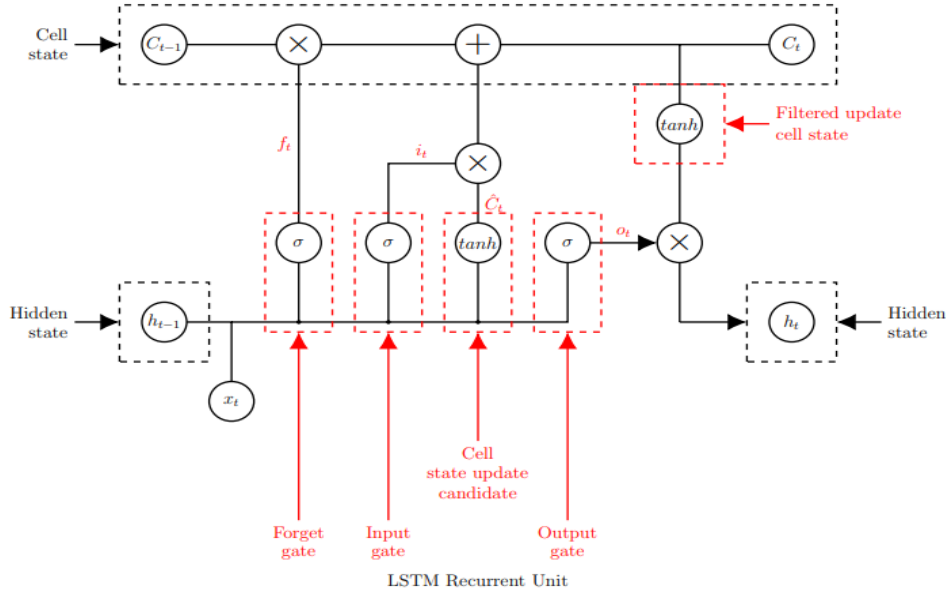 Cell
state
C_{t-1}
×
+
C_t
tanh
Filtered update
cell state
f_t
i_t
×
Ĉ_t
σ
σ
tanh
σ
o_t
×
Hidden
state
h_{t-1}
h_t
Hidden
state
x_t
Cell
state update
candidate
Forget
gate
Input
gate
Output
gate
LSTM Recurrent Unit